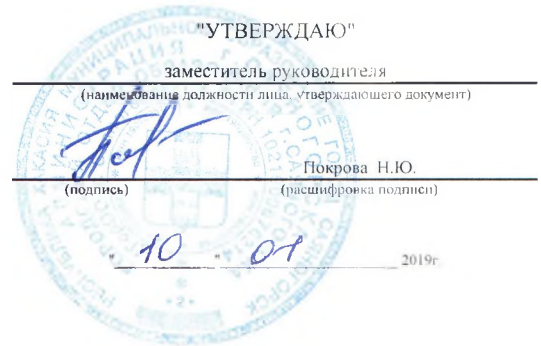 "УТВЕРЖДАЮ"
заместитель руководителя
(наименование должности лица, утверждающего документ)
Покрова Н.Ю.
(подпись) (расшифровка подписи)
" 10 " 01 2019г